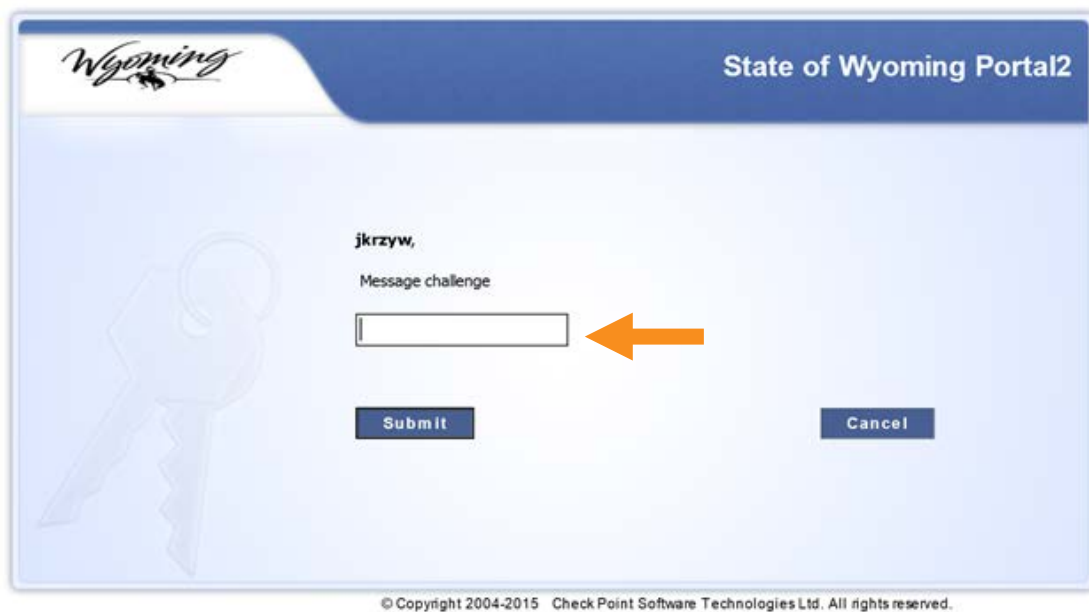 Wyoming
State of Wyoming Portal2
jkrzyw,
Message challenge
Submit
Cancel
© Copyright 2004-2015 Check Point Software Technologies Ltd. All rights reserved.